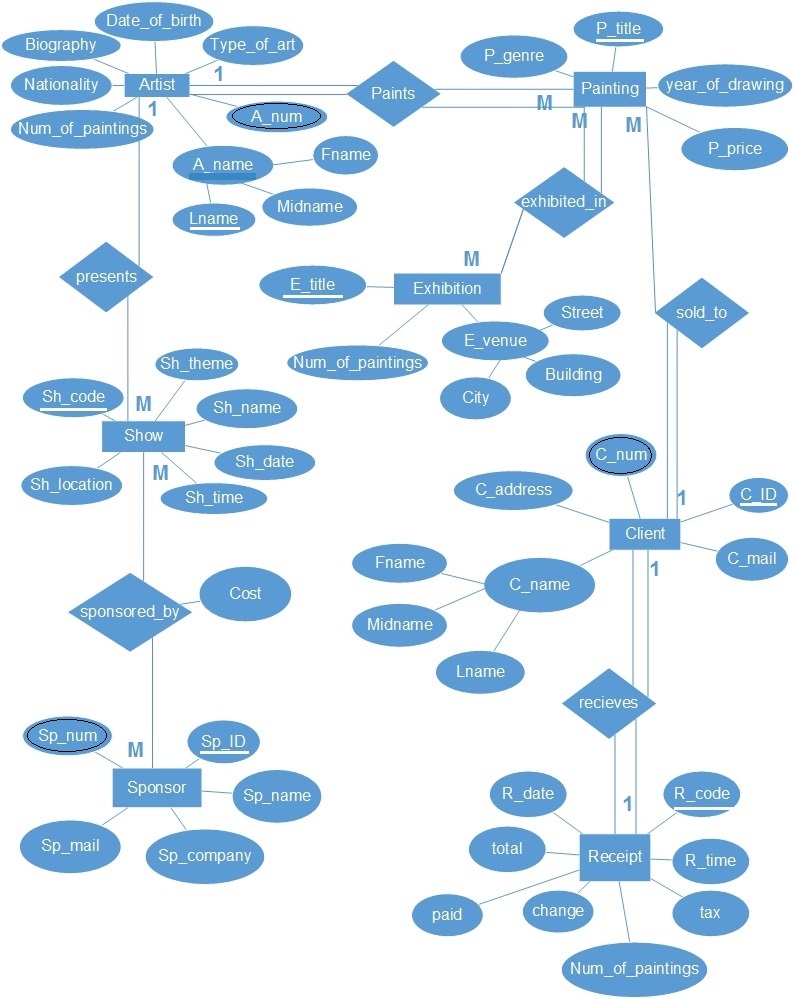 Date_of_birth
Biography
Type_of_art
1
Nationality
Artist
Num_of_paintings
1
A_num
A_name
Fname
Midname
Lname
Paints
P_title
P_genre
Painting
year_of_drawing
P_price
M
M
M
exhibited_in
M
Exhibition
E_title
Num_of_paintings
E_venue
Street
Building
City
sold_to
presents
Sh_theme
Sh_code
M
Sh_name
Show
Sh_date
M
Sh_location
Sh_time
sponsored_by
Cost
Sp_num
M
Sp_ID
Sponsor
Sp_name
Sp_mail
Sp_company
C_num
C_address
1
C_ID
Client
C_mail
1
C_name
Fname
Midname
Lname
recieves
R_date
1
R_code
total
Receipt
R_time
paid
change
tax
Num_of_paintings